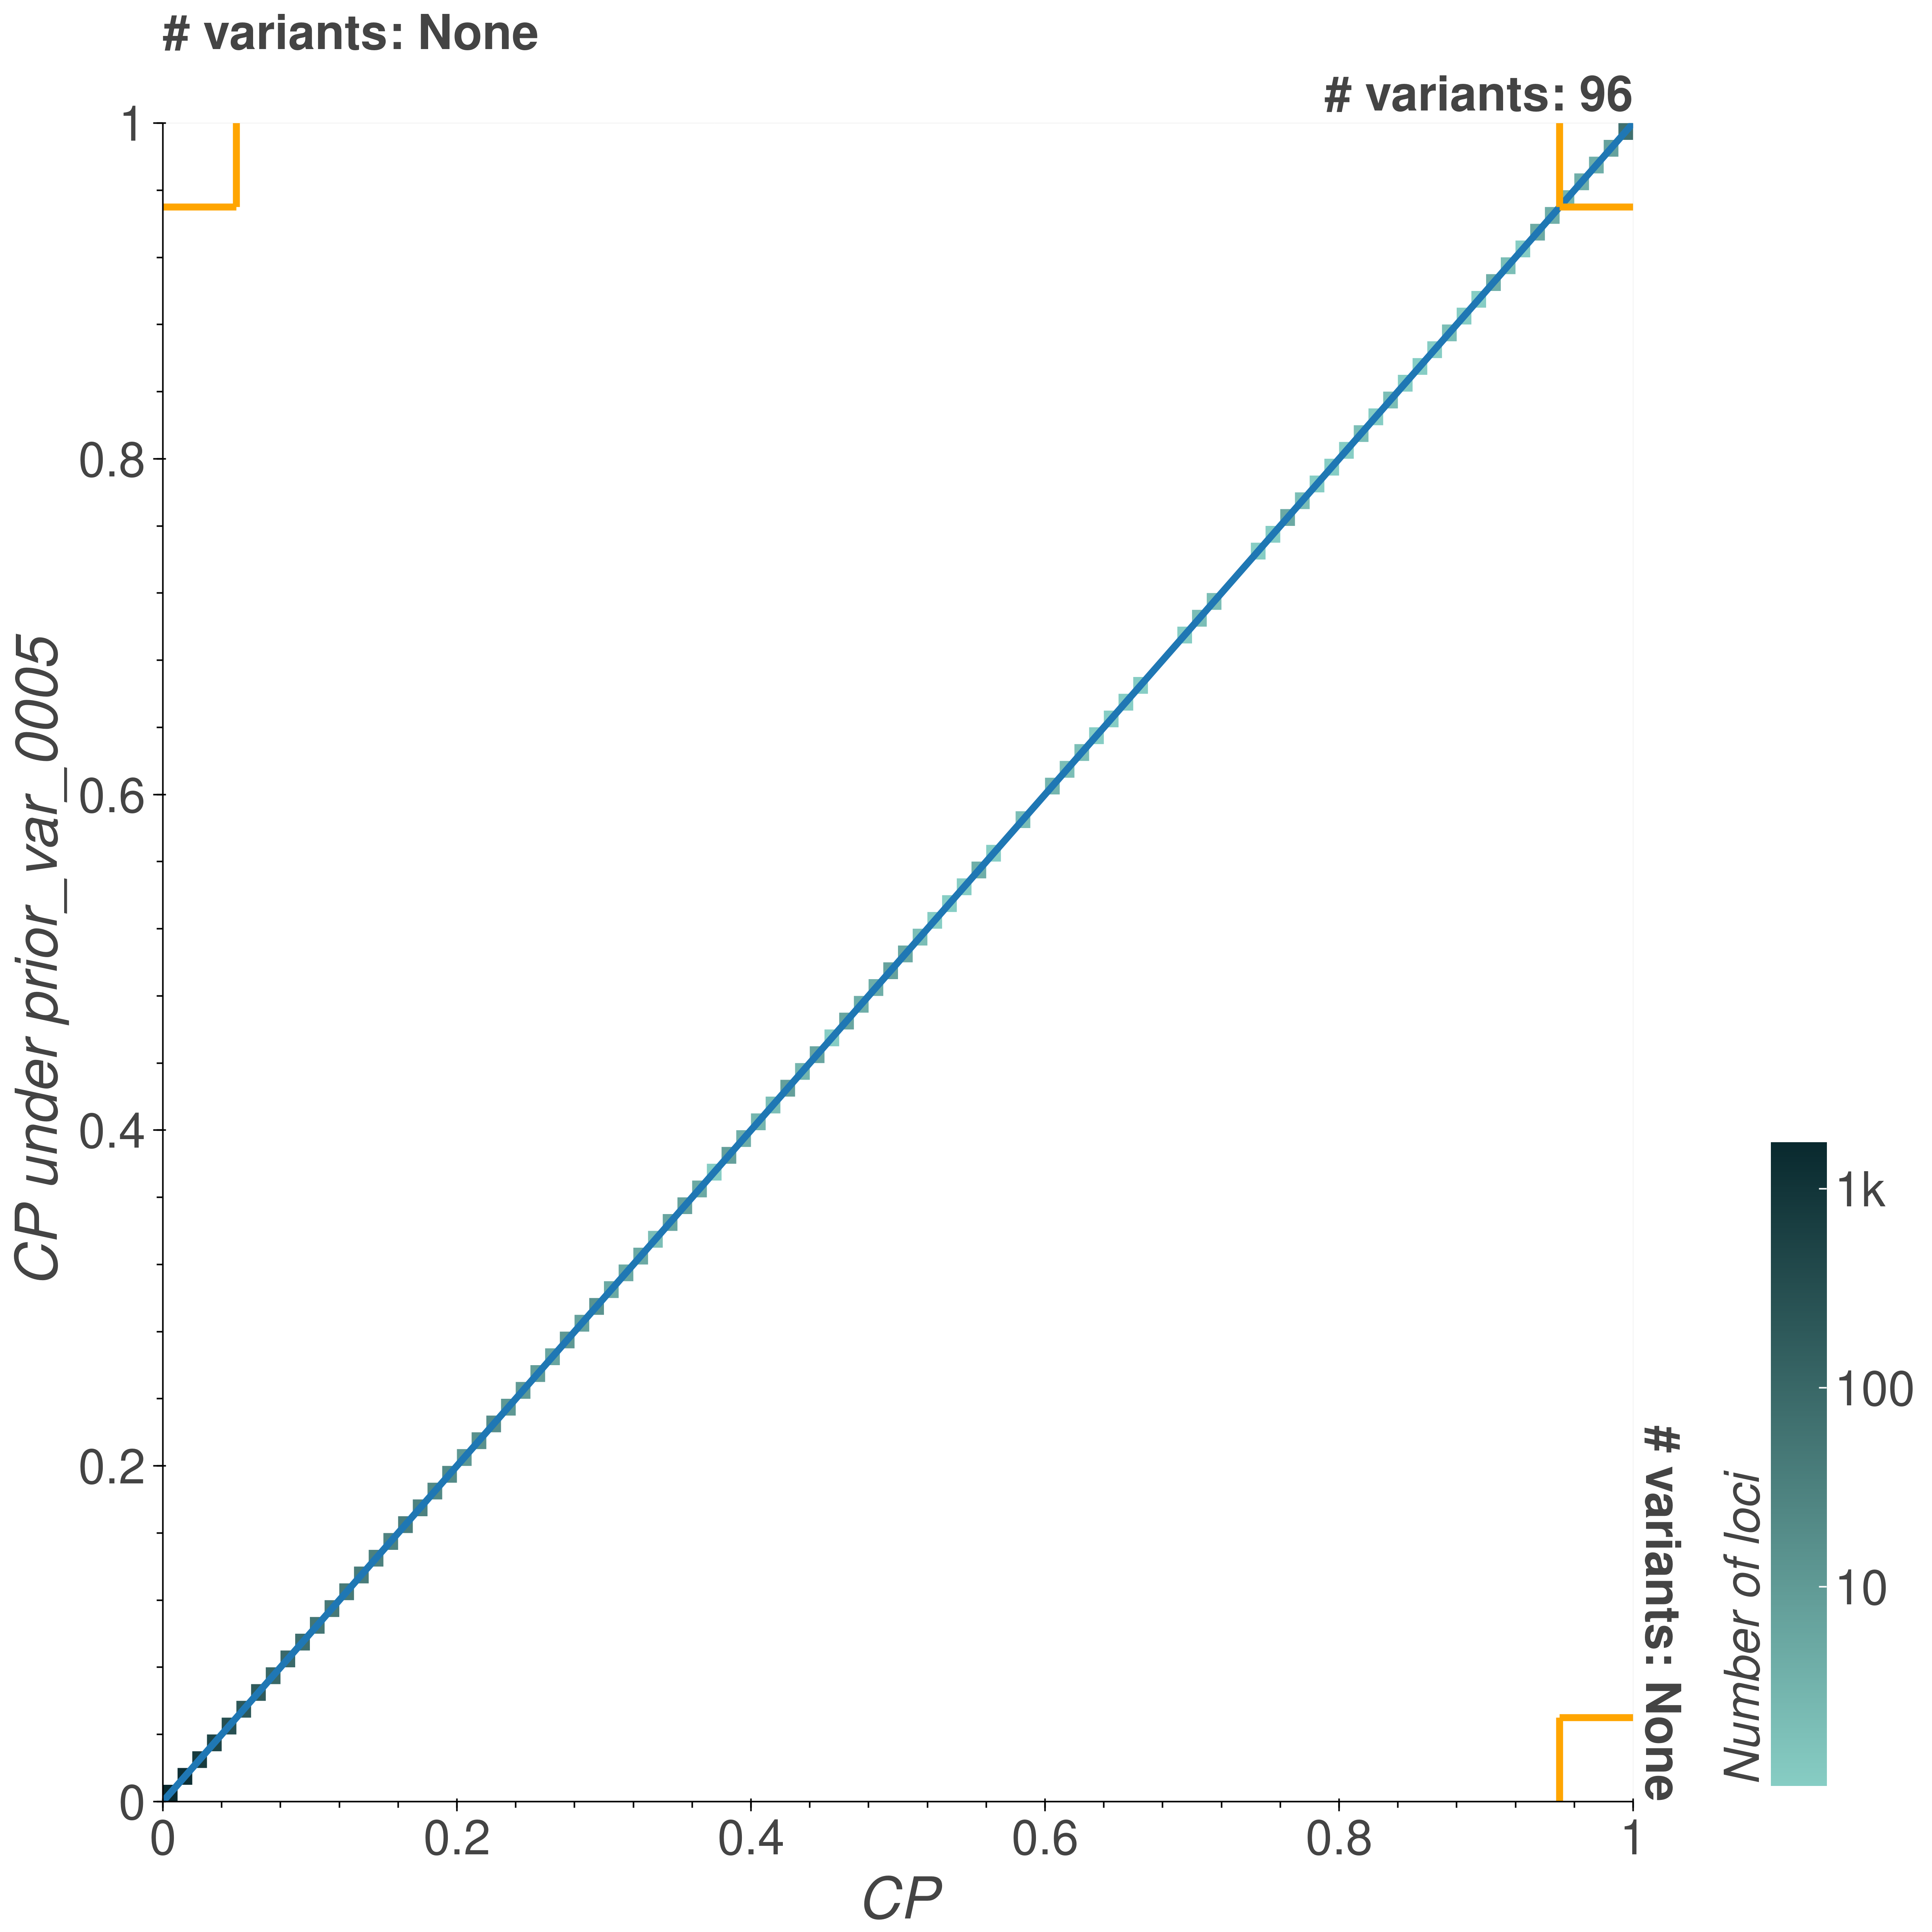 # variants: None
# variants: 96
1
0.8
0.6
0.4
0.2
0
CP under prior_var_0005
0
0.2
0.4
0.6
0.8
1
CP
# variants: None
Number of loci
1k
100
10